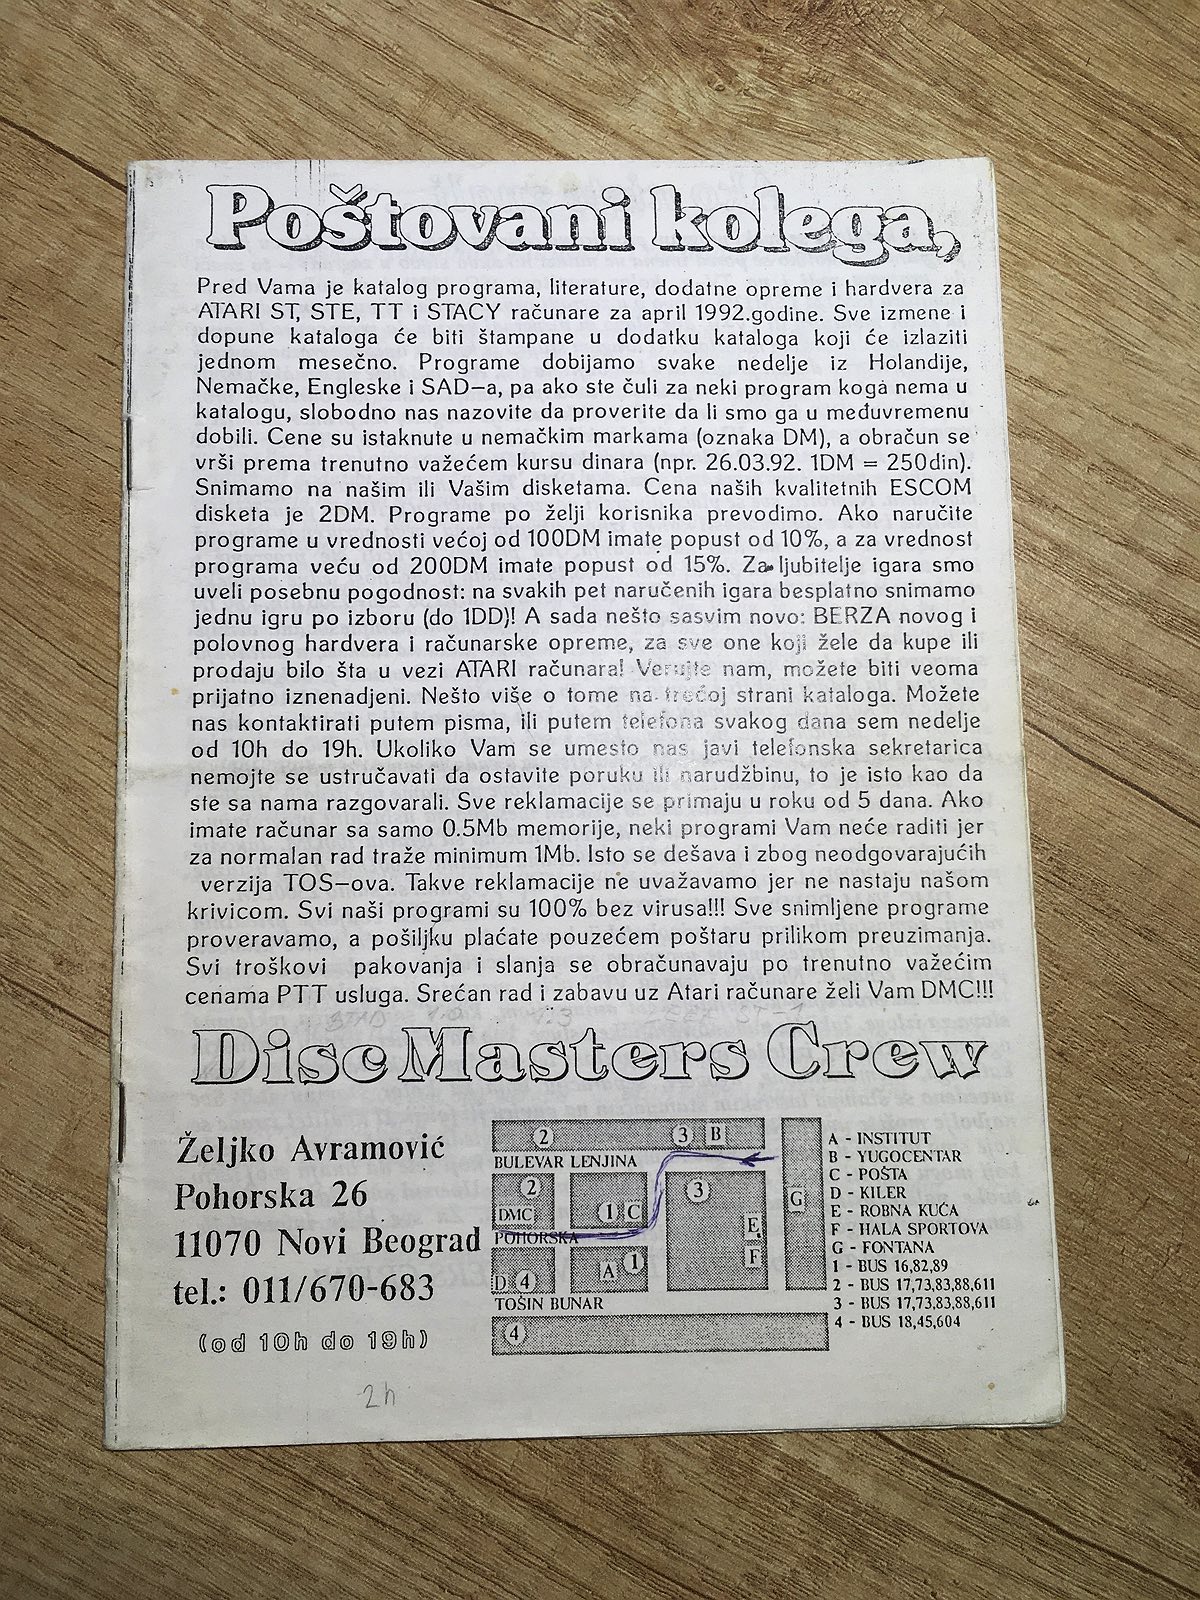 Poštovani kolega,
Pred Vama je katalog programa, literature, dodatne opreme i hardvera za
ATARI ST, STE, TT i STACY računare za april 1992.godine. Sve izmene i
dopune kataloga će biti štampane u dodatku kataloga koji će izlaziti
jednom mesečno. Programe dobijamo svake nedelje iz Holandije,
Nemačke, Engleske i SAD-a, pa ako ste čuli za neki program koga nema u
katalogu, slobodno nas nazovite da proverite da li smo ga u međuvremenu
dobili. Cene su istaknute u nemačkim markama (oznaka DM), a obračun se
vrši prema trenutno važećem kursu dinara (npr. 26.03.92. 1DM = 250din).
Snimamo na našim ili Vašim disketama. Cena naših kvalitetnih ESCOM
disketa je 2DM. Programe po želji korisnika prevodimo. Ako naručite
programe u vrednosti većoj od 100DM imate popust od 10%, a za vrednost
programa veću od 200DM imate popust od 15%. Za ljubitelje igara smo
uveli posebnu pogodnost: na svakih pet naručenih igara besplatno snimamo
jednu igru po izboru (do 1DD)! A sada nešto sasvim novo: BERZA novog i
polovnog hardvera i računarske opreme, za sve one koji žele da kupe ili
prodaju bilo šta u vezi ATARI računara! Verujte nam, možete biti veoma
prijatno iznenadjeni. Nešto više o tome na trećoj strani kataloga. Možete
nas kontaktirati putem pisma, ili putem telefona svakog dana sem nedelje
od 10h do 19h. Ukoliko Vam se umesto nas javi telefonska sekretarica
nemojte se ustručavati da ostavite poruku ili narudžbinu, to je isto kao da
ste sa nama razgovarali. Sve reklamacije se primaju u roku od 5 dana. Ako
imate računar sa samo 0.5Mb memorije, neki programi Vam neće raditi jer
za normalan rad traže minimum 1Mb. Isto se dešava i zbog neodgovarajućih
verzija TOS-ova. Takve reklamacije ne uvažavamo jer ne nastaju našom
krivicom. Svi naši programi su 100% bez virusa!!! Sve snimljene programe
proveravamo, a pošiljku plaćate pouzećem poštaru prilikom preuzimanja.
Svi troškovi pakovanja i slanja se obračunavaju po trenutno važećim
cenama PTT usluga. Srećan rad i zabavu uz Atari računare želi Vam DMC!!!
Disc Masters Crew
Željko Avramović
Pohorska 26
11070 Novi Beograd
tel.: 011/670-683
(od 10h do 19h)
2h
2 3 B
BULEVAR LENJINA
2 1 C 3 G
DMC E
POHORSKA
F
D 4 A 1
TOŠIN BUNAR
4
A - INSTITUT
B - YUGOCENTAR
C - POŠTA
D - KILER
E - ROBNA KUĆA
F - HALA SPORTOVA
G - FONTANA
1 - BUS 16,82,89
2 - BUS 17,73,83,88,611
3 - BUS 17,73,83,88,611
4 - BUS 18,45,604